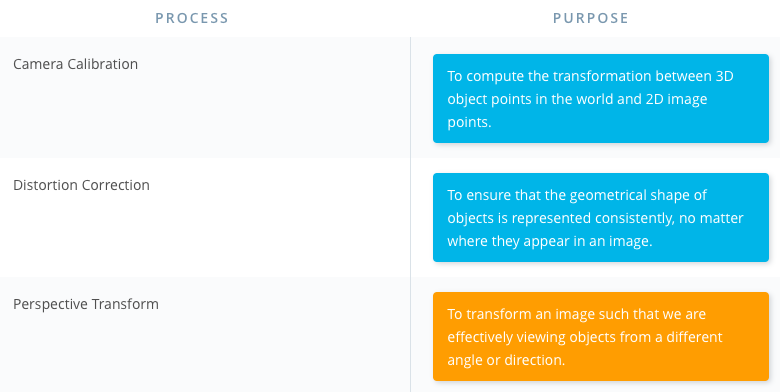 PROCESS
PURPOSE
Camera Calibration
To compute the transformation between 3D
object points in the world and 2D image
points.
Distortion Correction
To ensure that the geometrical shape of
objects is represented consistently, no matter
where they appear in an image.
Perspective Transform
To transform an image such that we are
effectively viewing objects from a different
angle or direction.